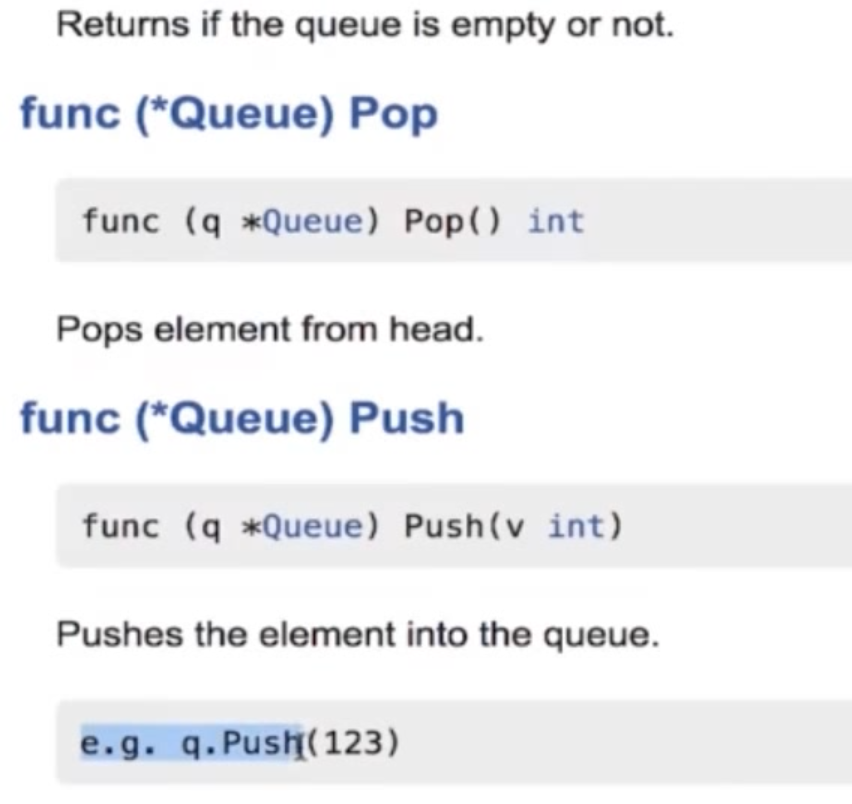 Returns if the queue is empty or not.
func (*Queue) Pop
func (q *Queue) Pop() int
Pops element from head.
func (*Queue) Push
func (q *Queue) Push(v int)
Pushes the element into the queue.
e.g. q.Push(123)